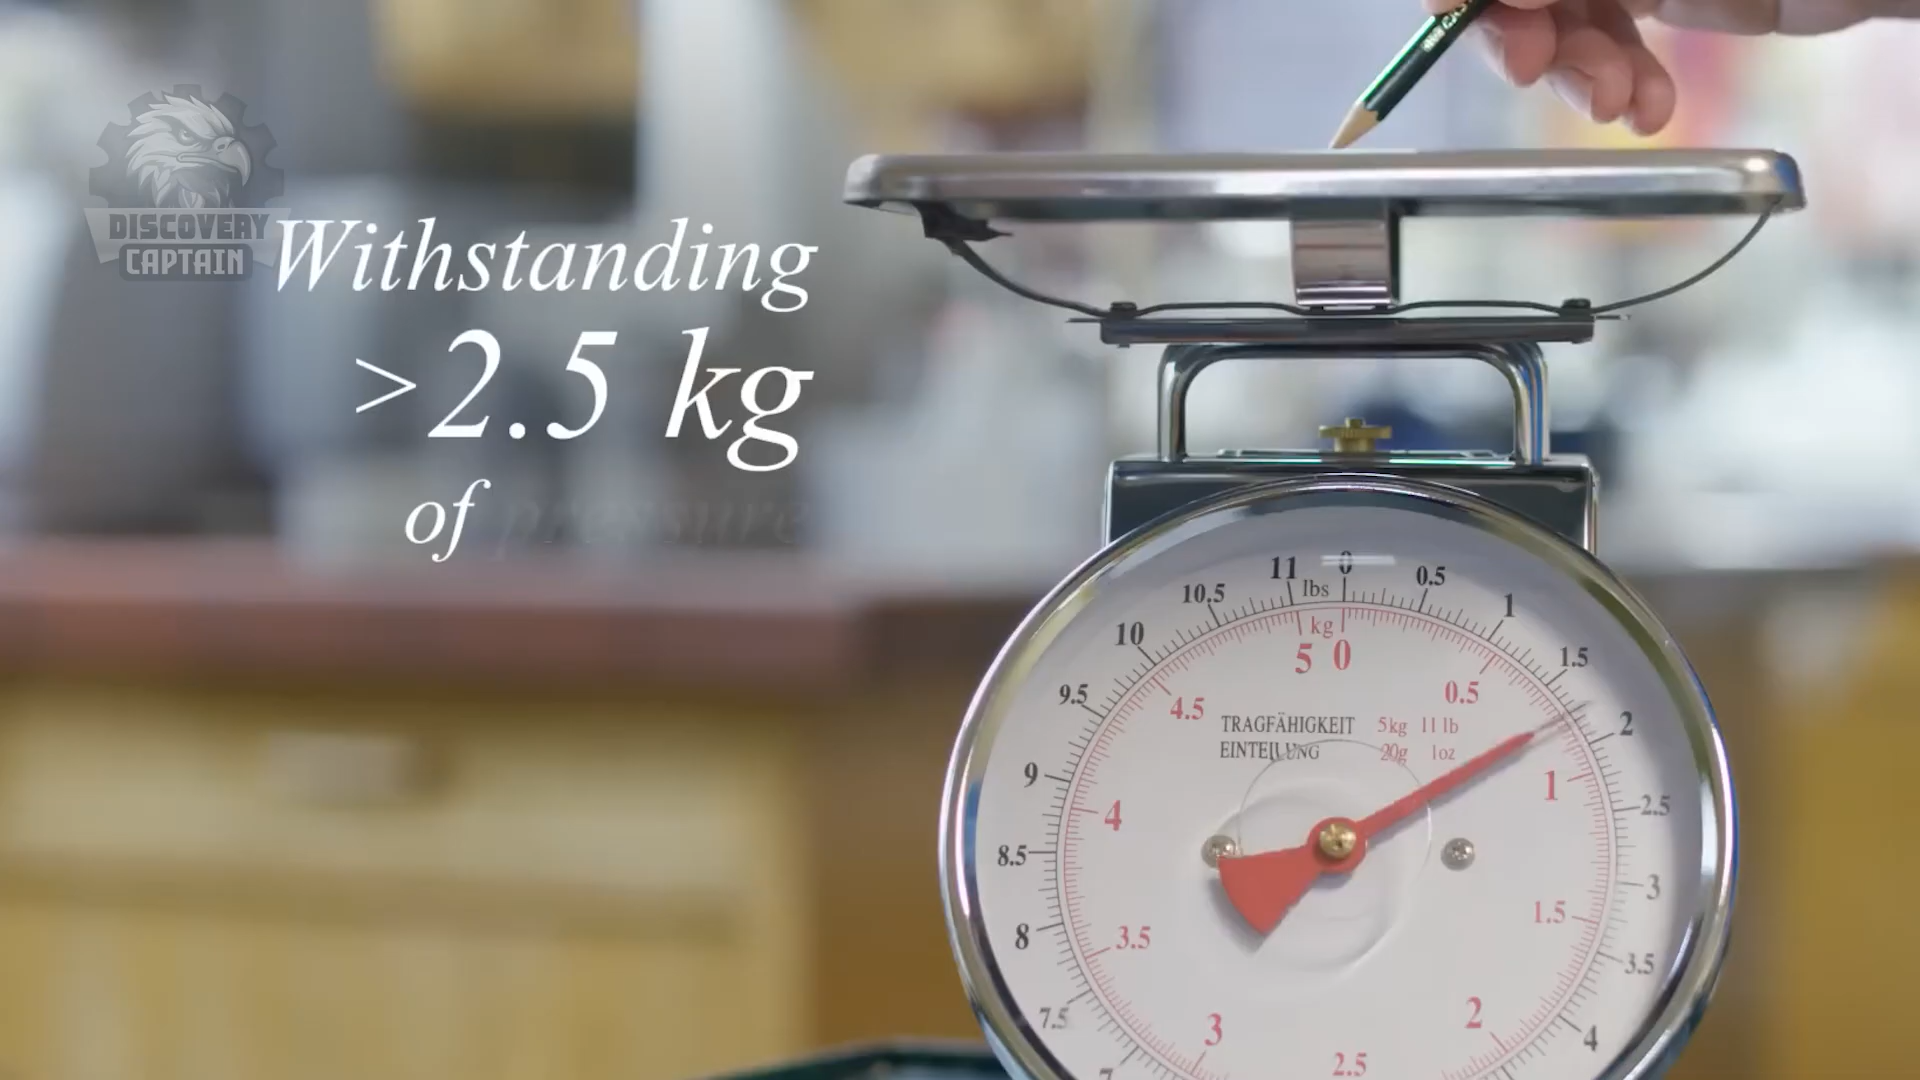 DISCOVERY
CAPTAIN
Withstanding
>2.5 kg
of pressure
11 lbs 0 0.5
10.5 1
10 kg 1.5
5 0
9.5 4.5 0.5 2
TRAGFÄHIGKEIT 5kg 11 lb
EINTEILUNG 20g 1oz
9 4 1 2.5
8.5 3
8 3.5 1.5 3.5
7.5 3 2 4
7 2.5